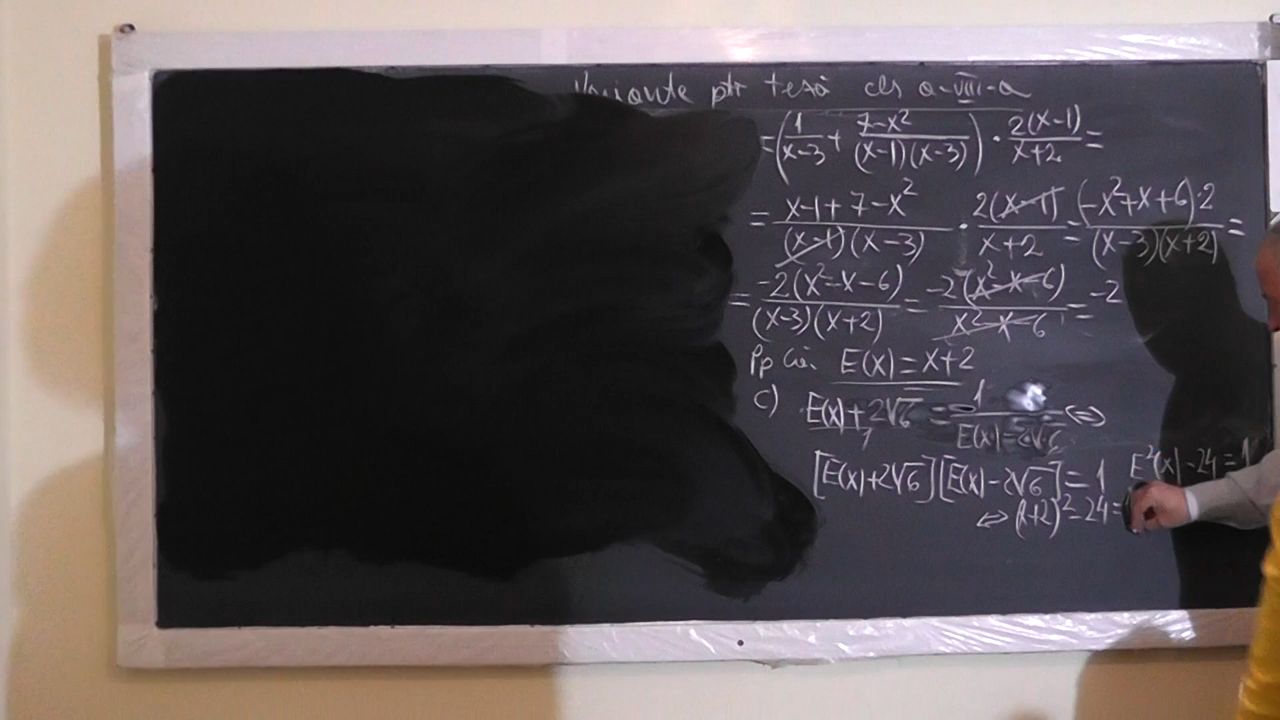 Variante ptr teză cls a-VIII-a
=(1/(x-3) + (7-x²)/((x-1)(x-3))) · 2(x-1)/(x+2) =
= (x-1+7-x²)/((x-1)(x-3)) · 2(x-1)/(x+2) = (-x²+x+6)·2/((x-3)(x+2)) =
= -2(x²-x-6)/((x-3)(x+2)) = -2(x²-x-6)/(x²-x-6) = -2
Pp că. E(x)=x+2
c) E(x)+2√6 = 1/(E(x)-2√6) ⇔
[E(x)+2√6][E(x)-2√6]=1 E²(x)-24=1
⇔ (x+2)²-24=